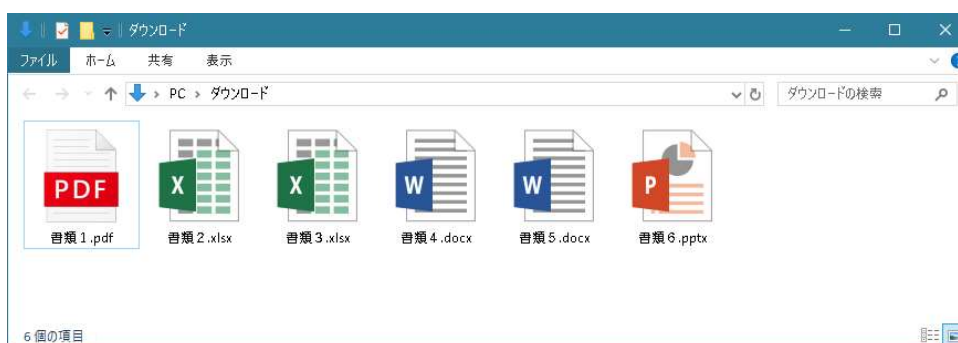 ダウンロード
ファイル ホーム 共有 表示
PC › ダウンロード ダウンロードの検索
PDF X X W W P
書類1.pdf 書類2.xlsx 書類3.xlsx 書類4.docx 書類5.docx 書類6.pptx
6個の項目